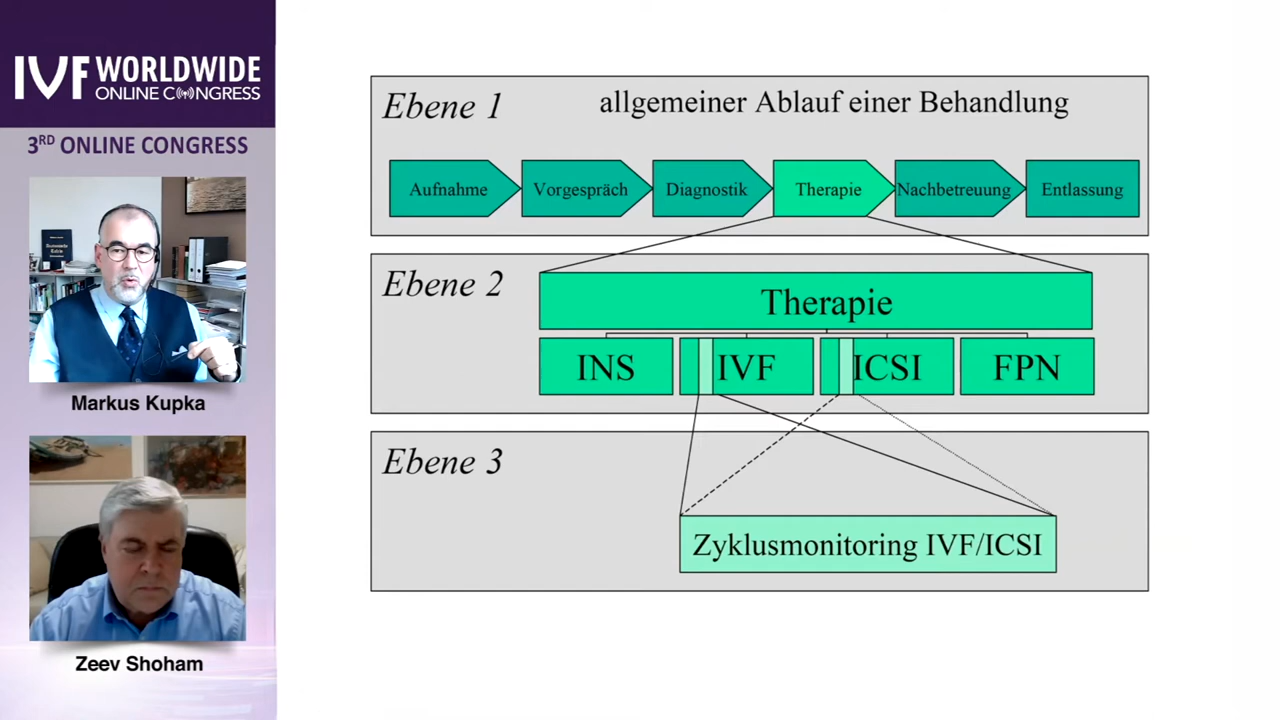 IVF WORLDWIDE
ONLINE CONGRESS
3RD ONLINE CONGRESS
Markus Kupka
Zeev Shoham
Ebene 1
allgemeiner Ablauf einer Behandlung
Aufnahme
Vorgespräch
Diagnostik
Therapie
Nachbetreuung
Entlassung
Ebene 2
Therapie
INS
IVF
ICSI
FPN
Ebene 3
Zyklusmonitoring IVF/ICSI